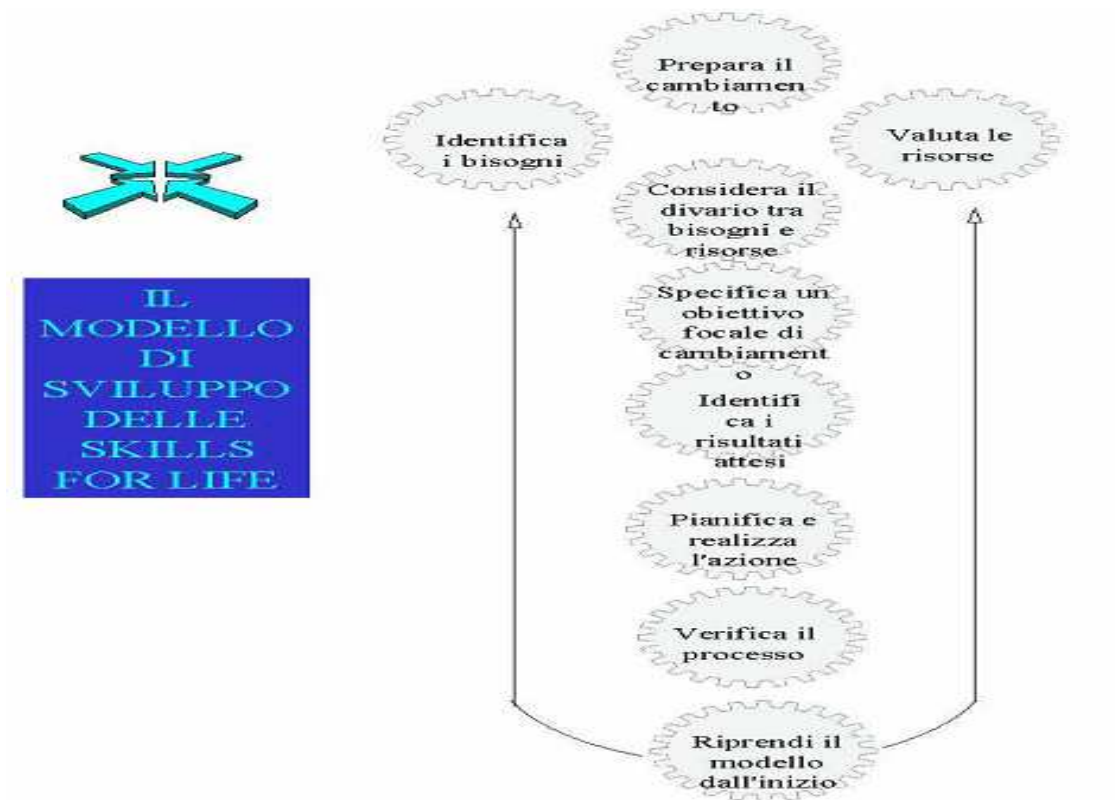 Prepara il
cambiamen
to
Identifica
i bisogni
Valuta le
risorse
Considera il
divario tra
bisogni e
risorse
IL
MODELLO
DI
SVILUPPO
DELLE
SKILLS
FOR LIFE
Specifica un
obiettivo
focale di
cambiament
o
Identifi
ca i
risultati
attesi
Pianifica e
realizza
l'azione
Verifica il
processo
Riprendi il
modello
dall'inizio